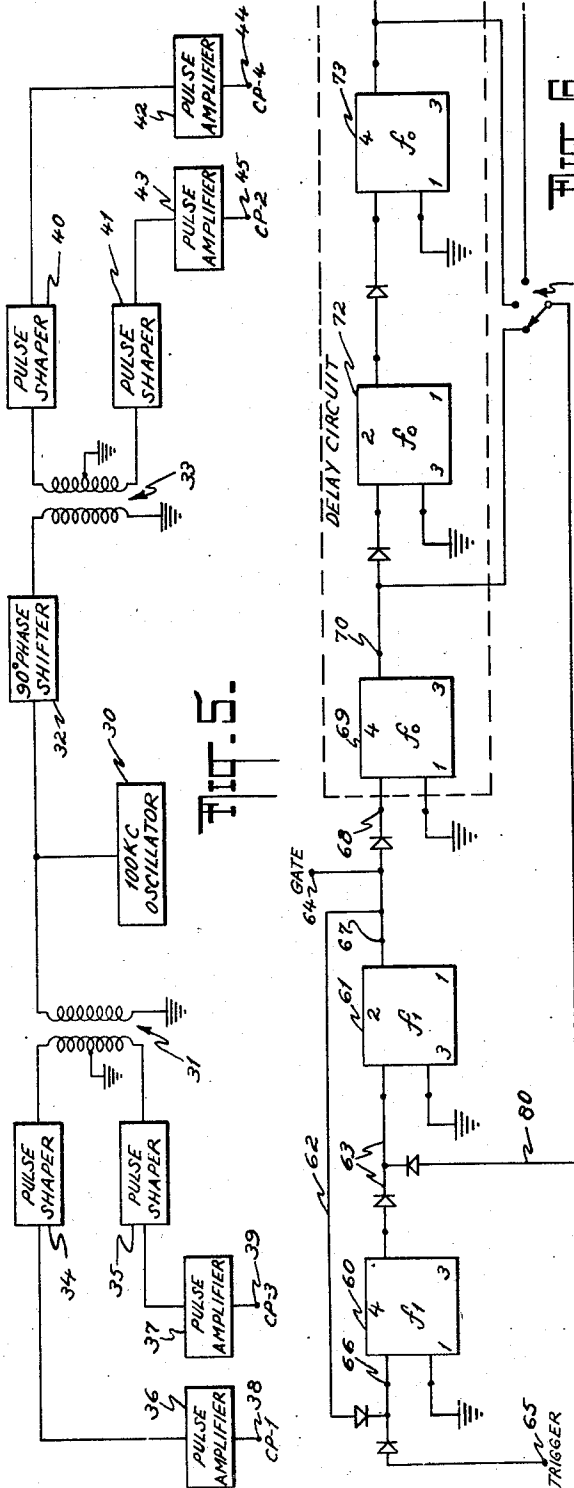 PULSE
AMPLIFIER
42
44
CP-4
PULSE
AMPLIFIER
43
45
CP-2
PULSE
SHAPER
40
PULSE
SHAPER
41
33
90° PHASE
SHIFTER
32
100KC
OSCILLATOR
30
31
PULSE
SHAPER
34
PULSE
SHAPER
35
PULSE
AMPLIFIER
37
39
CP-3
PULSE
AMPLIFIER
36
38
CP-1
FIG. 5.
DELAY CIRCUIT
73
4
f₀
1
3
72
2
f₀
3
1
70
69
4
f₀
1
3
68
GATE
64
67
61
2
f₁
3
1
62
63
80
60
4
f₁
1
3
66
65
TRIGGER
FIG. 6